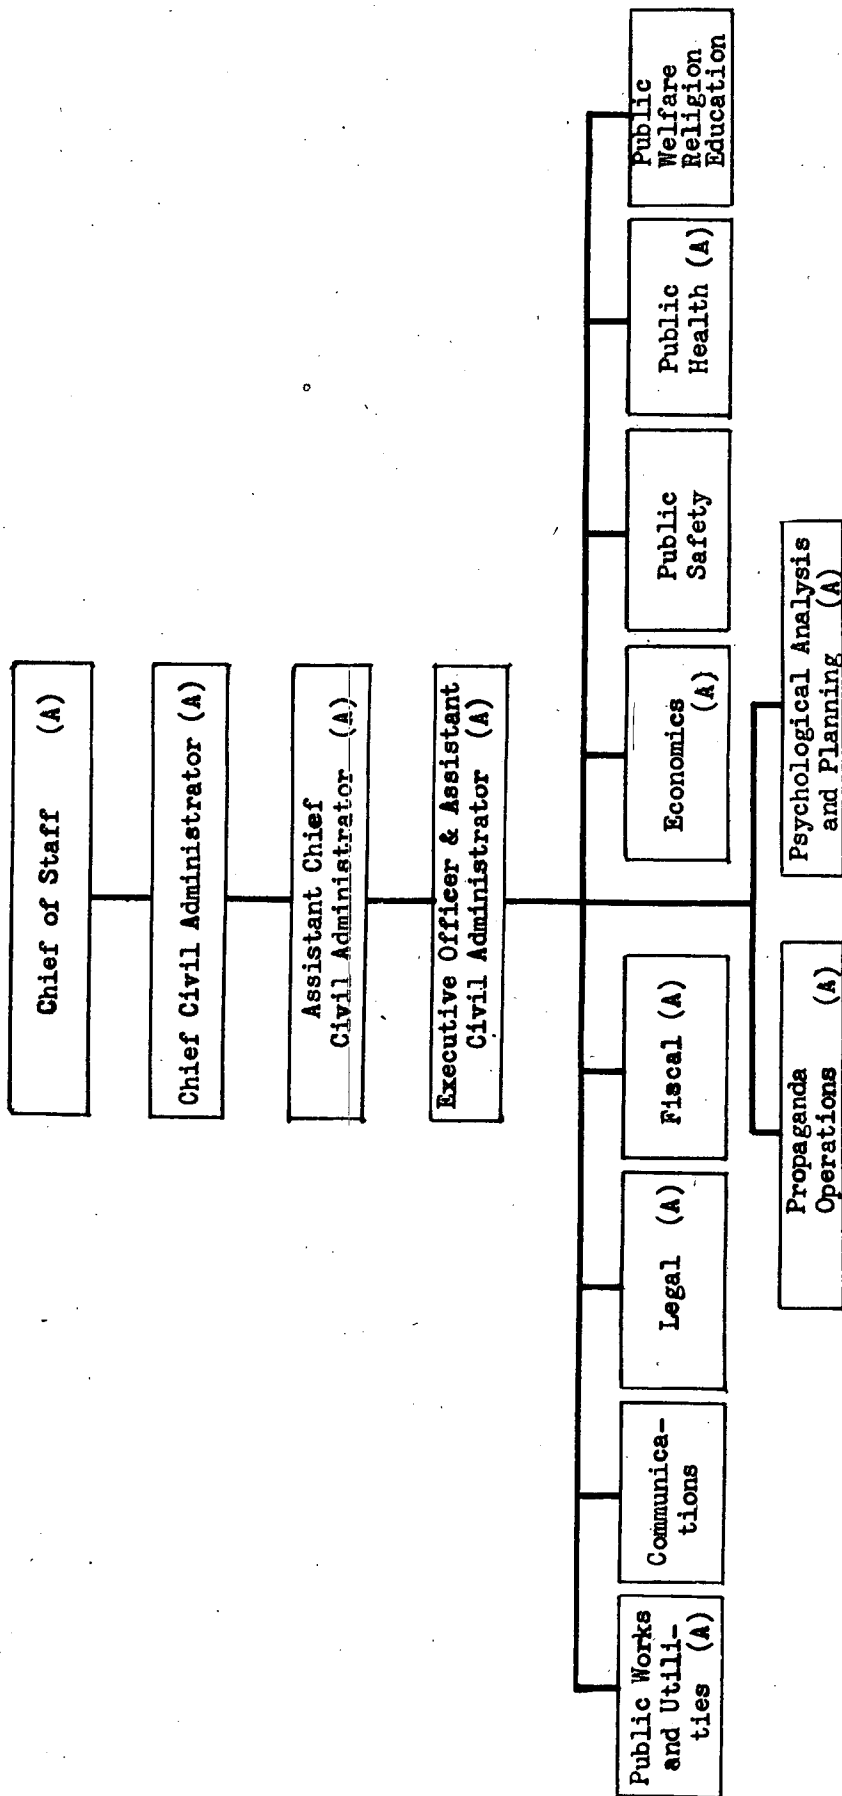 Chief of Staff (A)
Chief Civil Administrator (A)
Assistant Chief
Civil Administrator (A)
Executive Officer & Assistant
Civil Administrator (A)
Public Works
and Utili-
ties (A)
Communica-
tions
Legal (A)
Fiscal (A)
Economics
(A)
Public
Safety
Public
Health (A)
Public
Welfare
Religion
Education
Propaganda
Operations (A)
Psychological Analysis
and Planning (A)